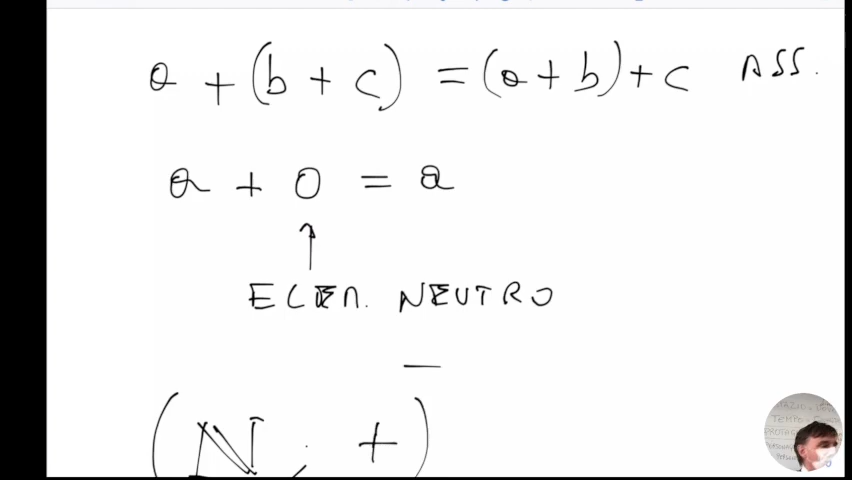 a + (b + c) = (a + b) + c ASS.
a + 0 = a
↑
ELEM. NEUTRO
(N, +)